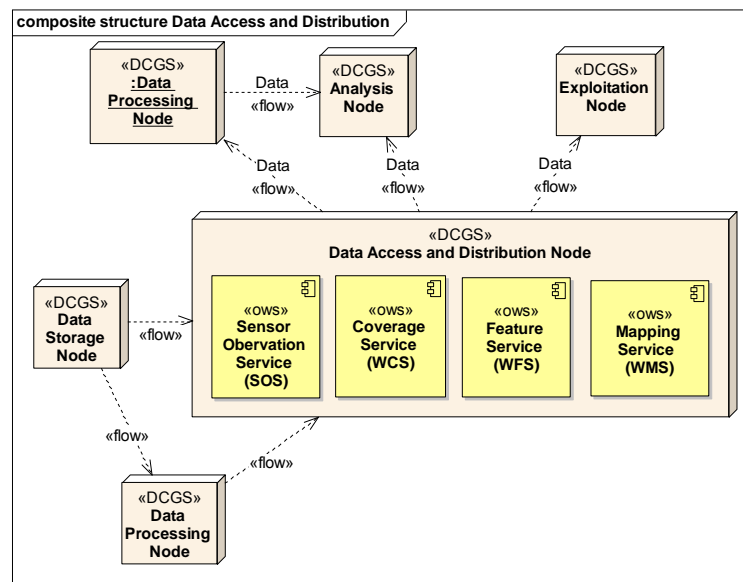 composite structure Data Access and Distribution
«DCGS»
:Data
Processing
Node
Data
«flow»
«DCGS»
Analysis
Node
«DCGS»
Exploitation
Node
Data
«flow»
Data
«flow»
Data
«flow»
«DCGS»
Data Access and Distribution Node
«ows»
Sensor
Obervation
Service
(SOS)
«ows»
Coverage
Service
(WCS)
«ows»
Feature
Service
(WFS)
«ows»
Mapping
Service
(WMS)
«DCGS»
Data
Storage
Node
«flow»
«flow»
«flow»
«DCGS»
Data
Processing
Node